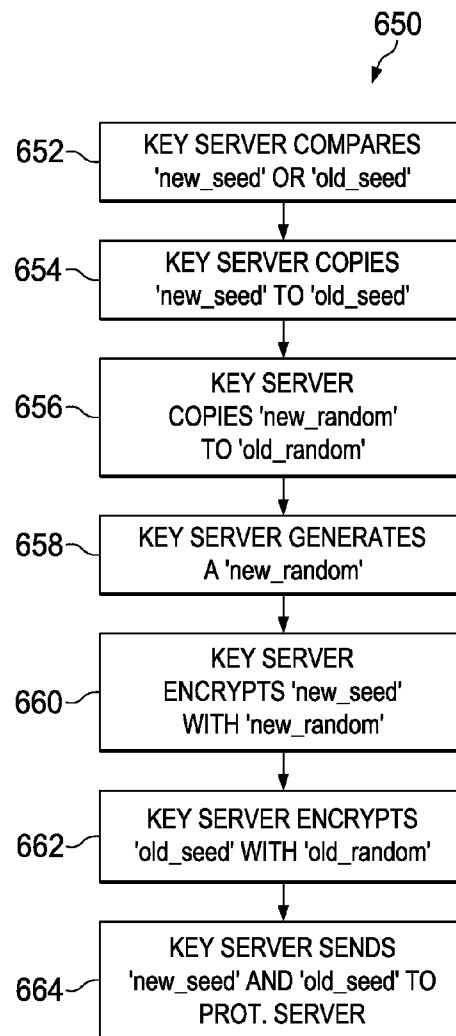 650
652
KEY SERVER COMPARES
'new_seed' OR 'old_seed'
654
KEY SERVER COPIES
'new_seed' TO 'old_seed'
656
KEY SERVER
COPIES 'new_random'
TO 'old_random'
658
KEY SERVER GENERATES
A 'new_random'
660
KEY SERVER
ENCRYPTS 'new_seed'
WITH 'new_random'
662
KEY SERVER ENCRYPTS
'old_seed' WITH 'old_random'
664
KEY SERVER SENDS
'new_seed' AND 'old_seed' TO
PROT. SERVER